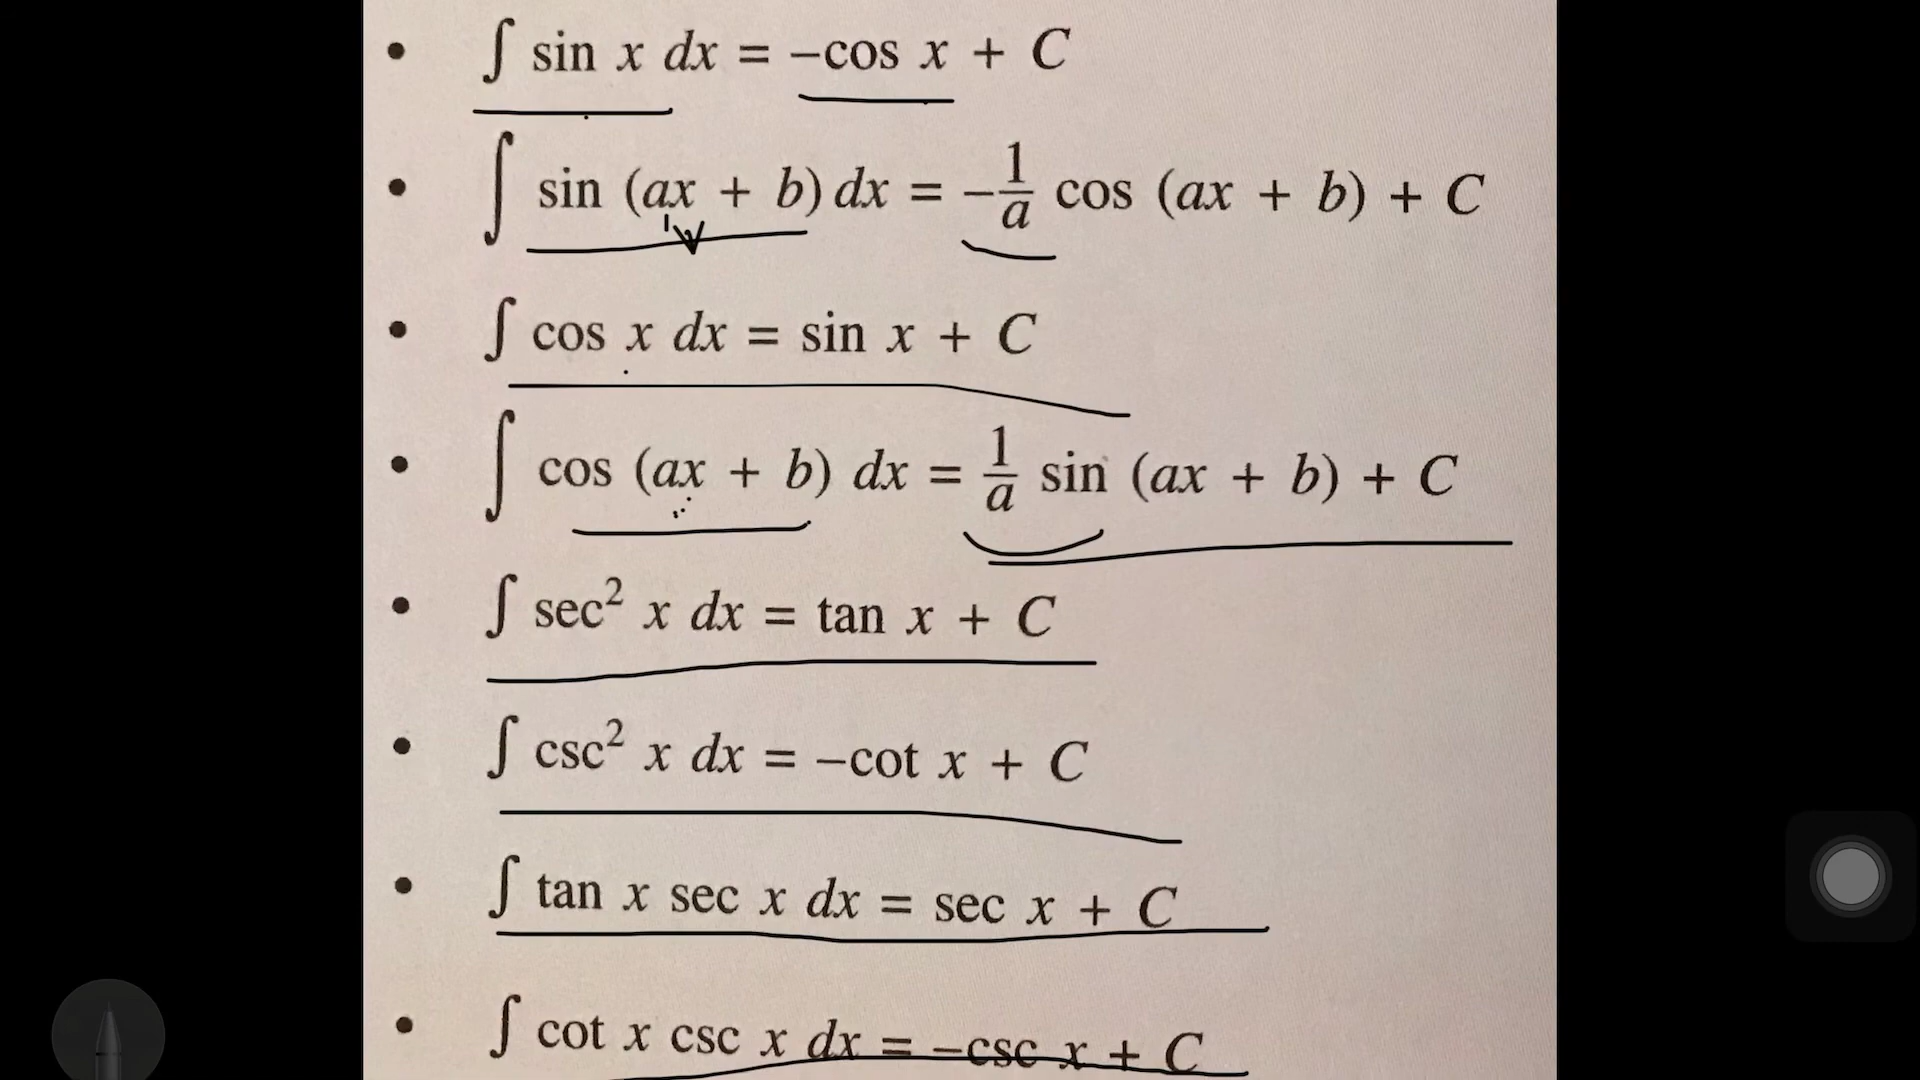 • ∫ sin x dx = –cos x + C
• ∫ sin (ax + b) dx = –1/a cos (ax + b) + C
• ∫ cos x dx = sin x + C
• ∫ cos (ax + b) dx = 1/a sin (ax + b) + C
• ∫ sec² x dx = tan x + C
• ∫ csc² x dx = –cot x + C
• ∫ tan x sec x dx = sec x + C
• ∫ cot x csc x dx = –csc x + C